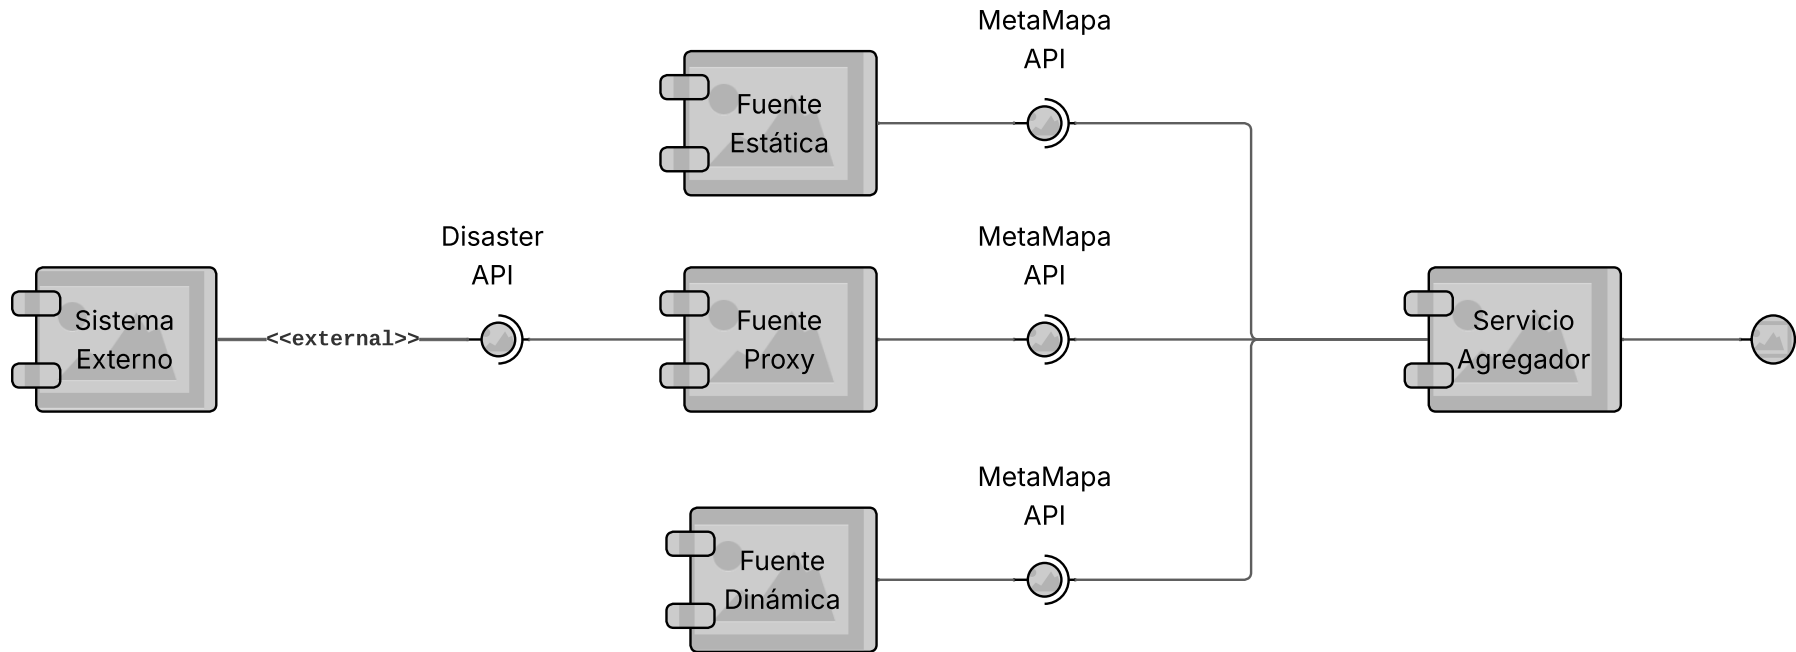 MetaMapa
API
Fuente
Estática
Disaster
API
MetaMapa
API
Sistema
Externo
<<external>>
Fuente
Proxy
Servicio
Agregador
MetaMapa
API
Fuente
Dinámica